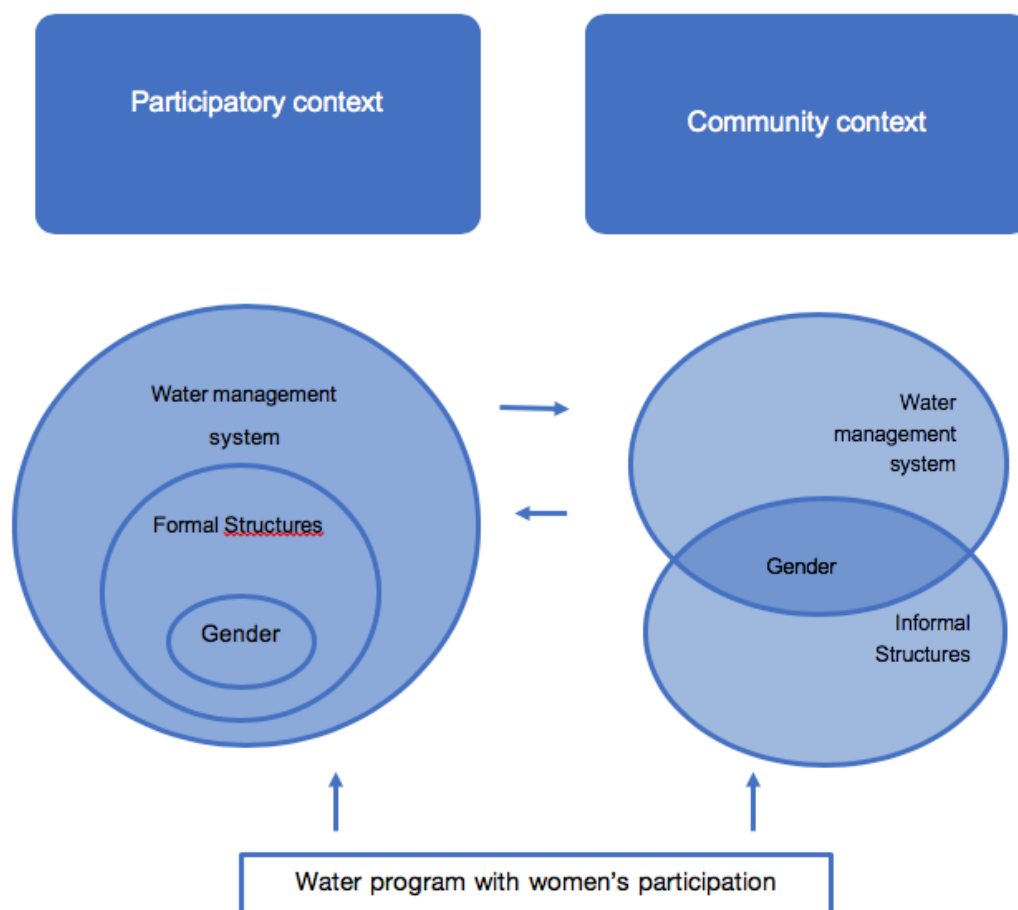 Participatory context
Community context
Water management
system
Formal Structures
Gender
Water
management
system
Gender
Informal
Structures
Water program with women's participation